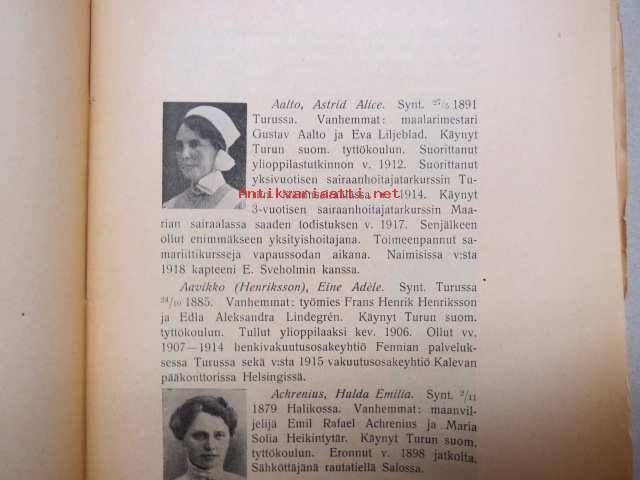 Aalto, Astrid Alice. Synt. 27/5 1891
Turussa. Vanhemmat: maalarimestari
Gustav Aalto ja Eva Liljeblad. Käynyt
Turun suom. tyttökoulun. Suorittanut
ylioppilastutkinnon v. 1912. Suorittanut
yksivuotisen sairaanhoitajatarkurssin Tu-
1914. Käynyt
Antikvariaatti.net
3-vuotisen sairaanhoitajatarkurssin Maa-
rian sairaalassa saaden todistuksen v. 1917. Senjälkeen
ollut enimmäkseen yksityishoitajana. Toimeenpannut sa-
mariittikursseja vapaussodan aikana. Naimisissa v:sta
1918 kapteeni E. Sveholmin kanssa.
Aavikko (Henriksson), Eine Adèle. Synt. Turussa
24/10 1885. Vanhemmat: työmies Frans Henrik Henriksson
ja Edla Aleksandra Lindegrén. Käynyt Turun suom.
tyttökoulun. Tullut ylioppilaaksi kev. 1906. Ollut vv.
1907—1914 henkivakuutusosakeyhtiö Fennian palveluk-
sessa Turussa sekä v:sta 1915 vakuutusosakeyhtiö Kalevan
pääkonttorissa Helsingissä.
Achrenius, Hulda Emilia. Synt. 2/11
1879 Halikossa. Vanhemmat: maanvil-
jelijä Emil Rafael Achrenius ja Maria
Sofia Heikintytär. Käynyt Turun suom.
tyttökoulun. Eronnut v. 1898 jatkolta.
Sähköttäjänä rautatiellä Salossa.